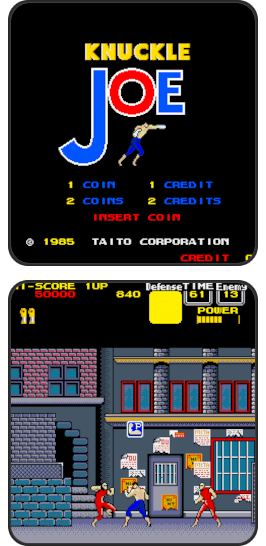 KNUCKLE
JOE
1 COIN 1 CREDIT
2 COINS 2 CREDITS
INSERT COIN
© 1985 TAITO CORPORATION
CREDIT
I-SCORE 1UP Defense TIME Enemy
50000 840 61 13
POWER